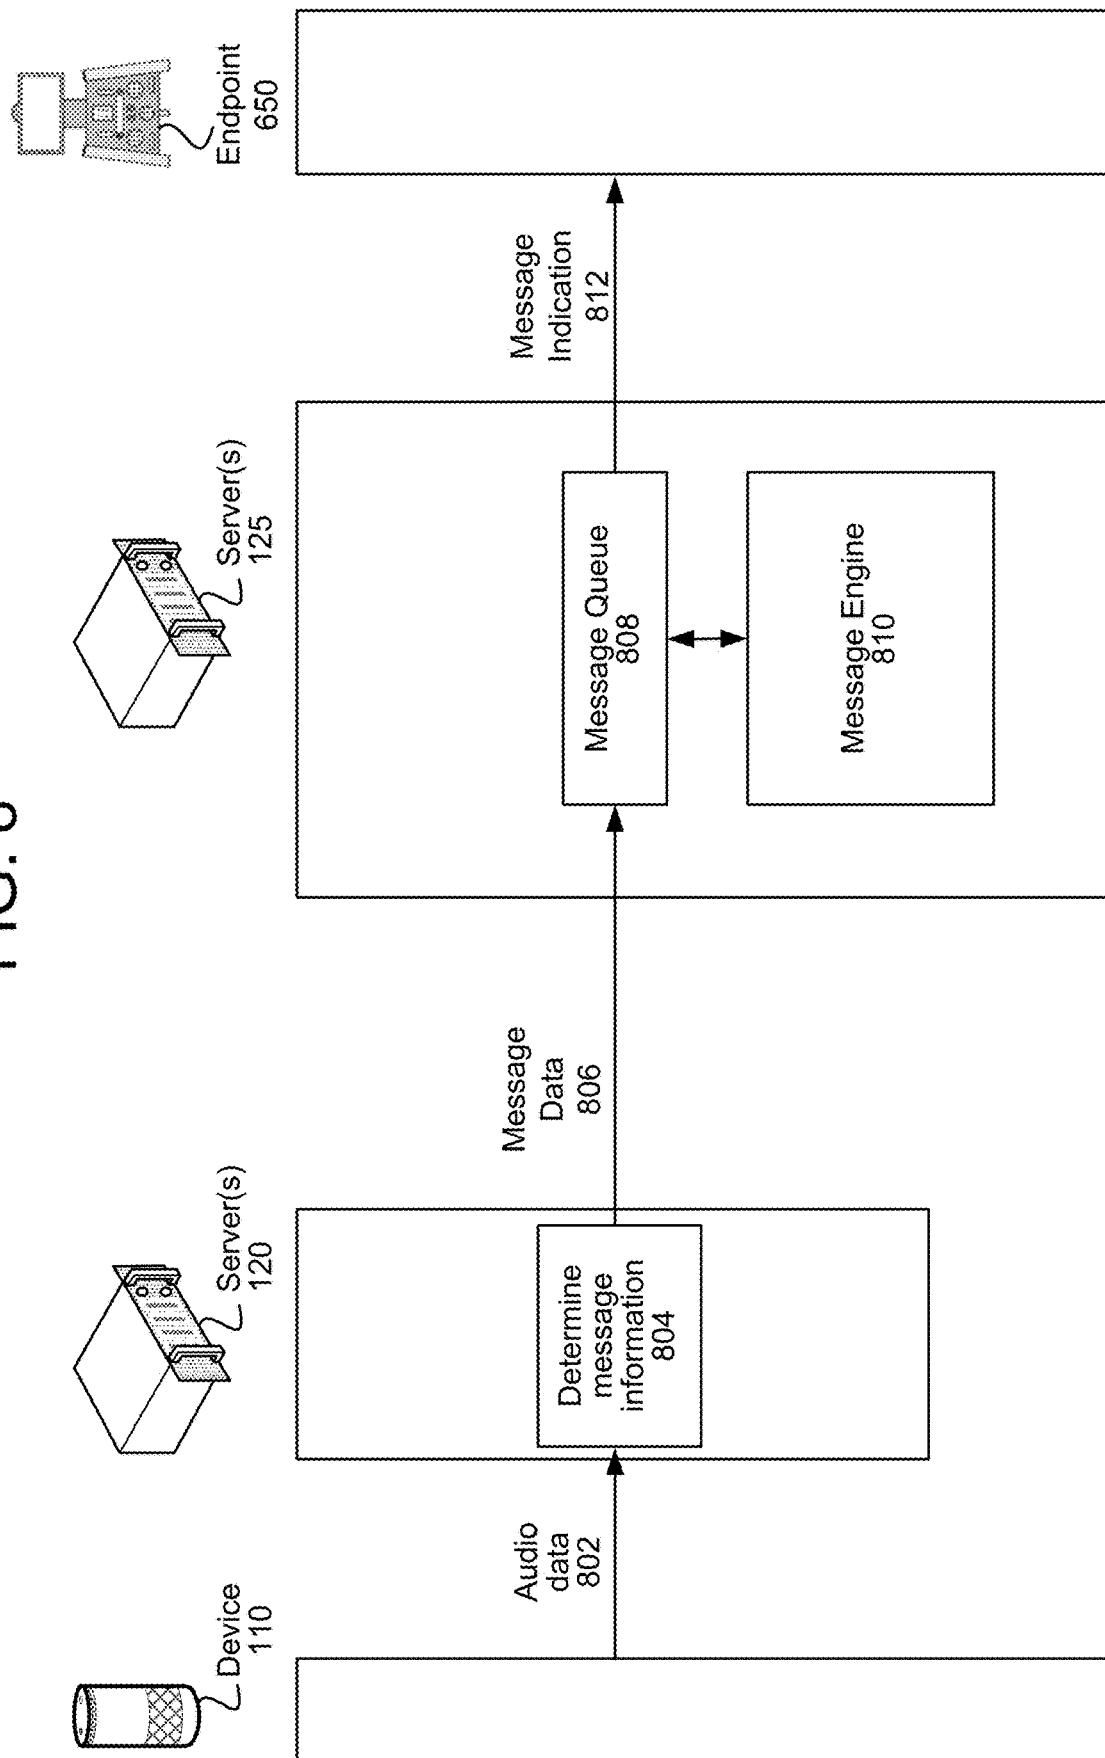 FIG.
Device
110
Server(s)
120
Server(s)
125
Endpoint
650
Audio
data
802
Determine
message
information
804
Message
Data
806
Message Queue
808
Message Engine
810
Message
Indication
812